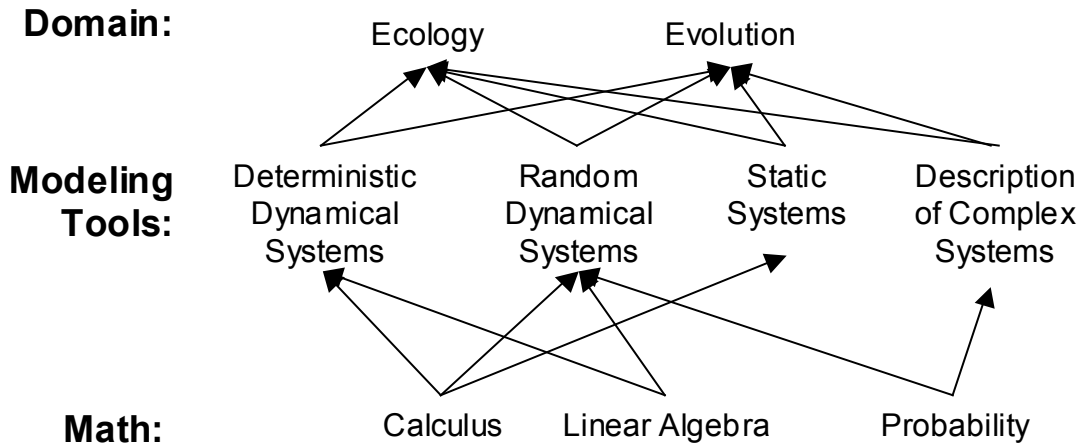 Domain:
Ecology
Evolution
Modeling
Tools:
Deterministic
Dynamical
Systems
Random
Dynamical
Systems
Static
Systems
Description
of Complex
Systems
Math:
Calculus
Linear Algebra
Probability